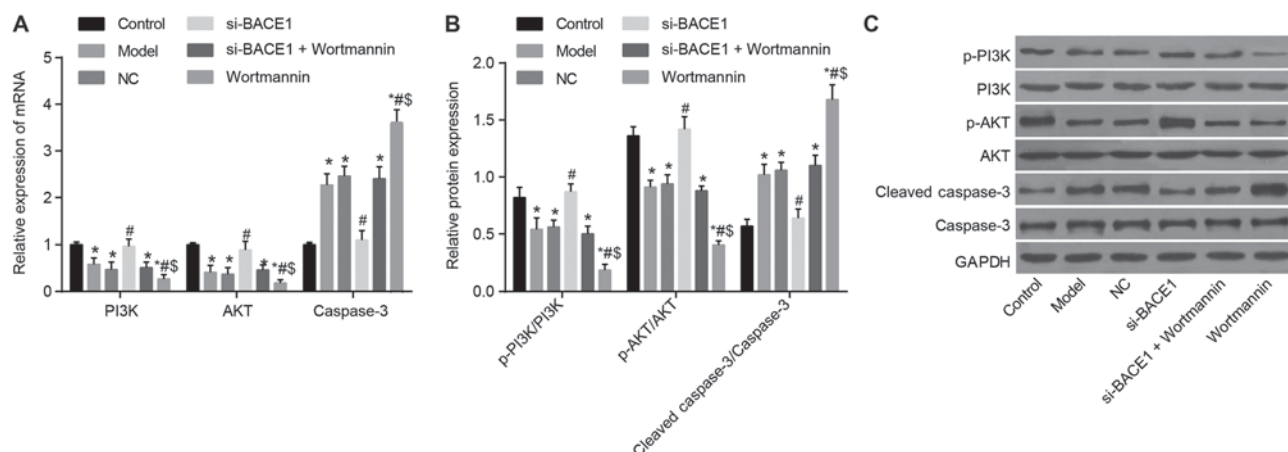 A
Control
Model
NC
si-BACE1
si-BACE1 + Wortmannin
Wortmannin
Relative expression of mRNA
5
4
3
2
1
0
* * # * *#$
* * # * *#$
* * # * *#$
PI3K AKT Caspase-3
B
Control
Model
NC
si-BACE1
si-BACE1 + Wortmannin
Wortmannin
Relative protein expression
2.0
1.5
1.0
0.5
0.0
* * # * *#$
* * # * *#$
* * # * *#$
p-PI3K/PI3K
p-AKT/AKT
Cleaved caspase-3/Caspase-3
C
p-PI3K
PI3K
p-AKT
AKT
Cleaved caspase-3
Caspase-3
GAPDH
Control
Model
NC
si-BACE1
si-BACE1 + Wortmannin
Wortmannin